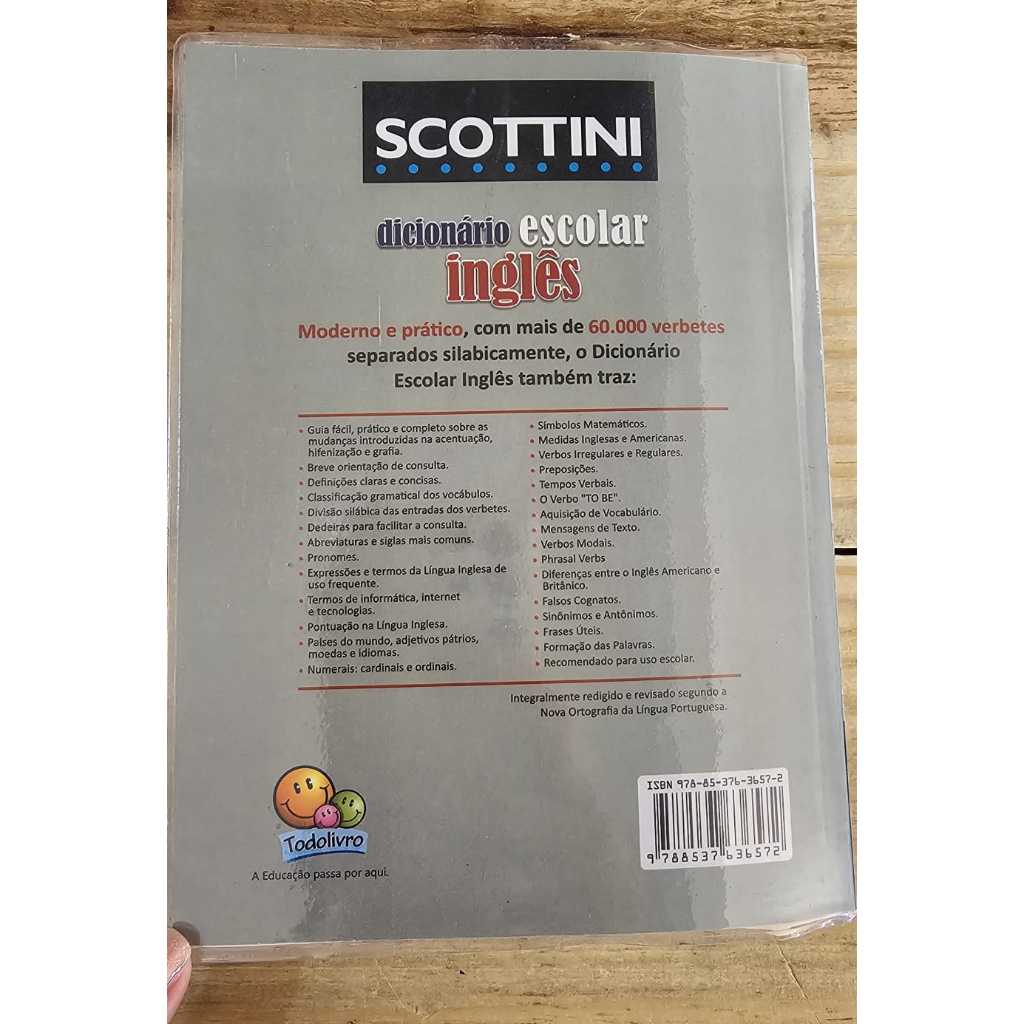 SCOTTINI
dicionário escolar
inglês
Moderno e prático, com mais de 60.000 verbetes
separados silabicamente, o Dicionário
Escolar Inglês também traz:
• Guia fácil, prático e completo sobre as
mudanças introduzidas na acentuação,
hifenização e grafia.
• Breve orientação de consulta.
• Definições claras e concisas.
• Classificação gramatical dos vocábulos.
• Divisão silábica das entradas dos verbetes.
• Dedeiras para facilitar a consulta.
• Abreviaturas e siglas mais comuns.
• Pronomes.
• Expressões e termos da Língua Inglesa de
uso frequente.
• Termos de informática, internet
e tecnologias.
• Pontuação na Língua Inglesa.
• Países do mundo, adjetivos pátrios,
moedas e idiomas.
• Numerais: cardinais e ordinais.
• Símbolos Matemáticos.
• Medidas Inglesas e Americanas.
• Verbos Irregulares e Regulares.
• Preposições.
• Tempos Verbais.
• O Verbo "TO BE".
• Aquisição de Vocabulário.
• Mensagens de Texto.
• Verbos Modais.
• Phrasal Verbs
• Diferenças entre o Inglês Americano e
Britânico.
• Falsos Cognatos.
• Sinônimos e Antônimos.
• Frases Úteis.
• Formação das Palavras.
• Recomendado para uso escolar.
Integralmente redigido e revisado segundo a
Nova Ortografia da Língua Portuguesa.
Todolivro
A Educação passa por aqui.
ISBN 978-85-376-3657-2
9 788537 636572